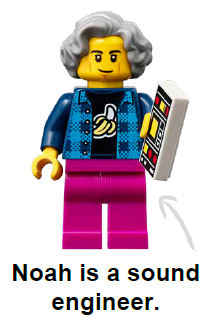 Noah is a sound
engineer.